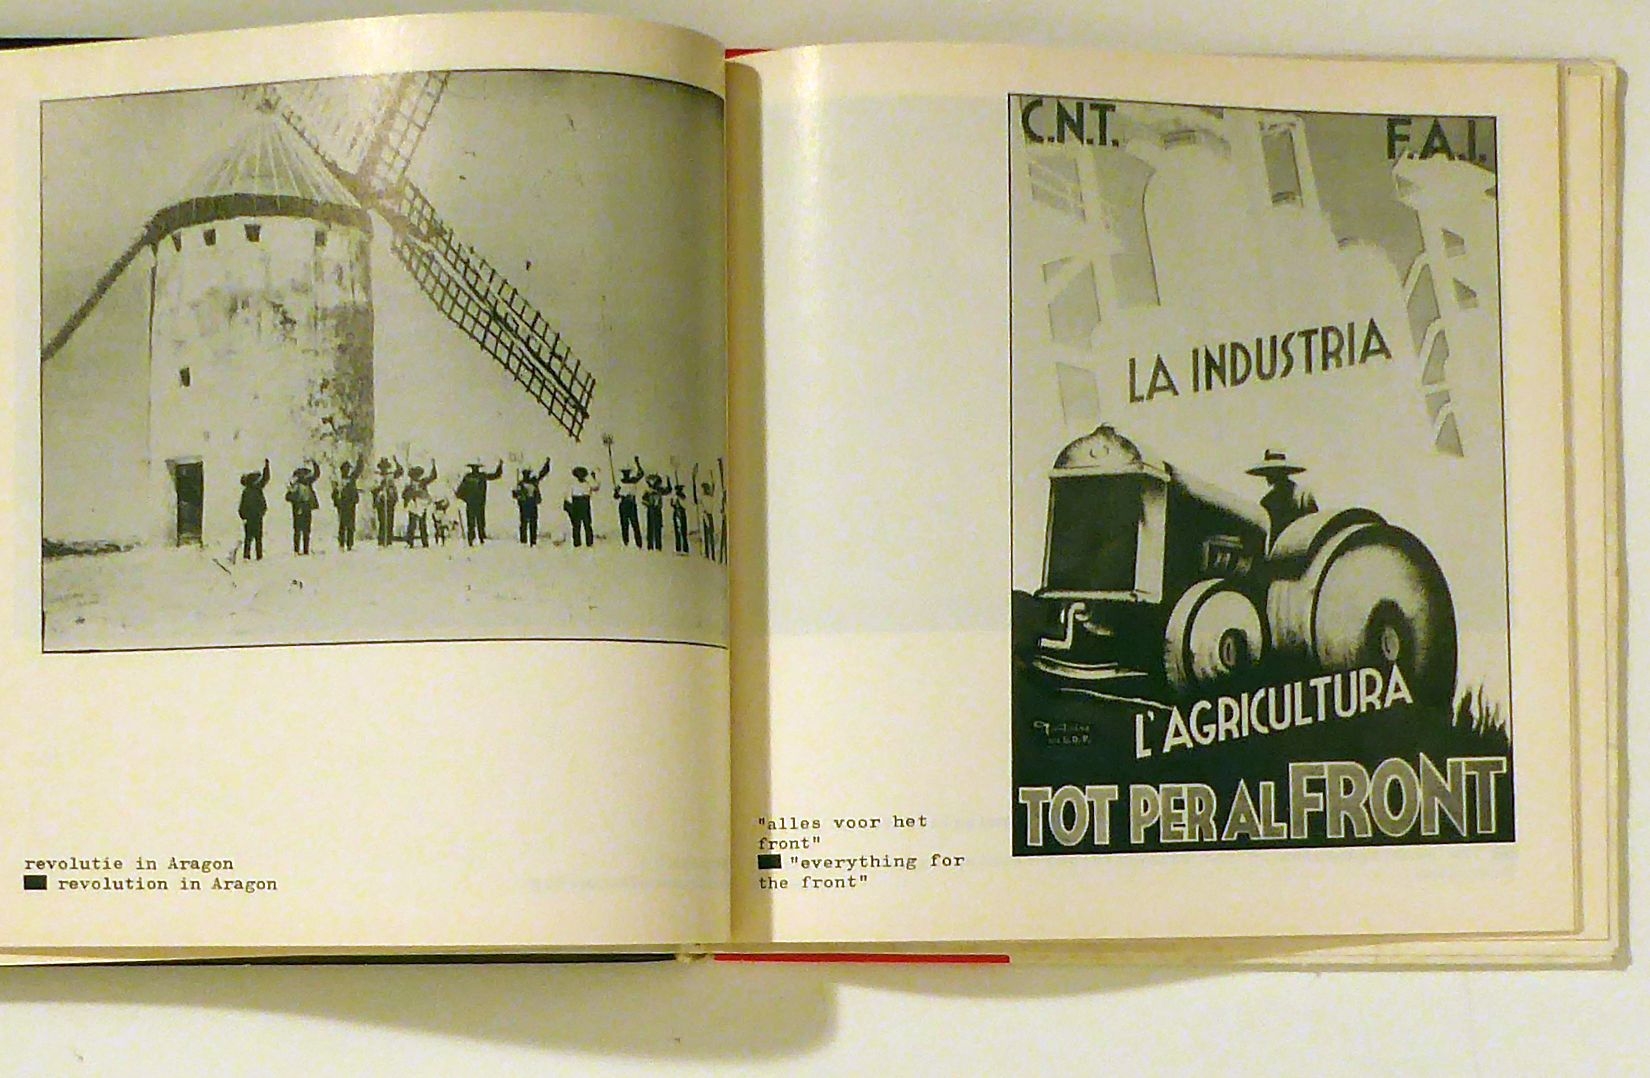 revolutie in Aragon
revolution in Aragon
"alles voor het
front"
"everything for
the front"
C.N.T. F.A.I.
LA INDUSTRIA
L'AGRICULTURA
TOT PER AL FRONT